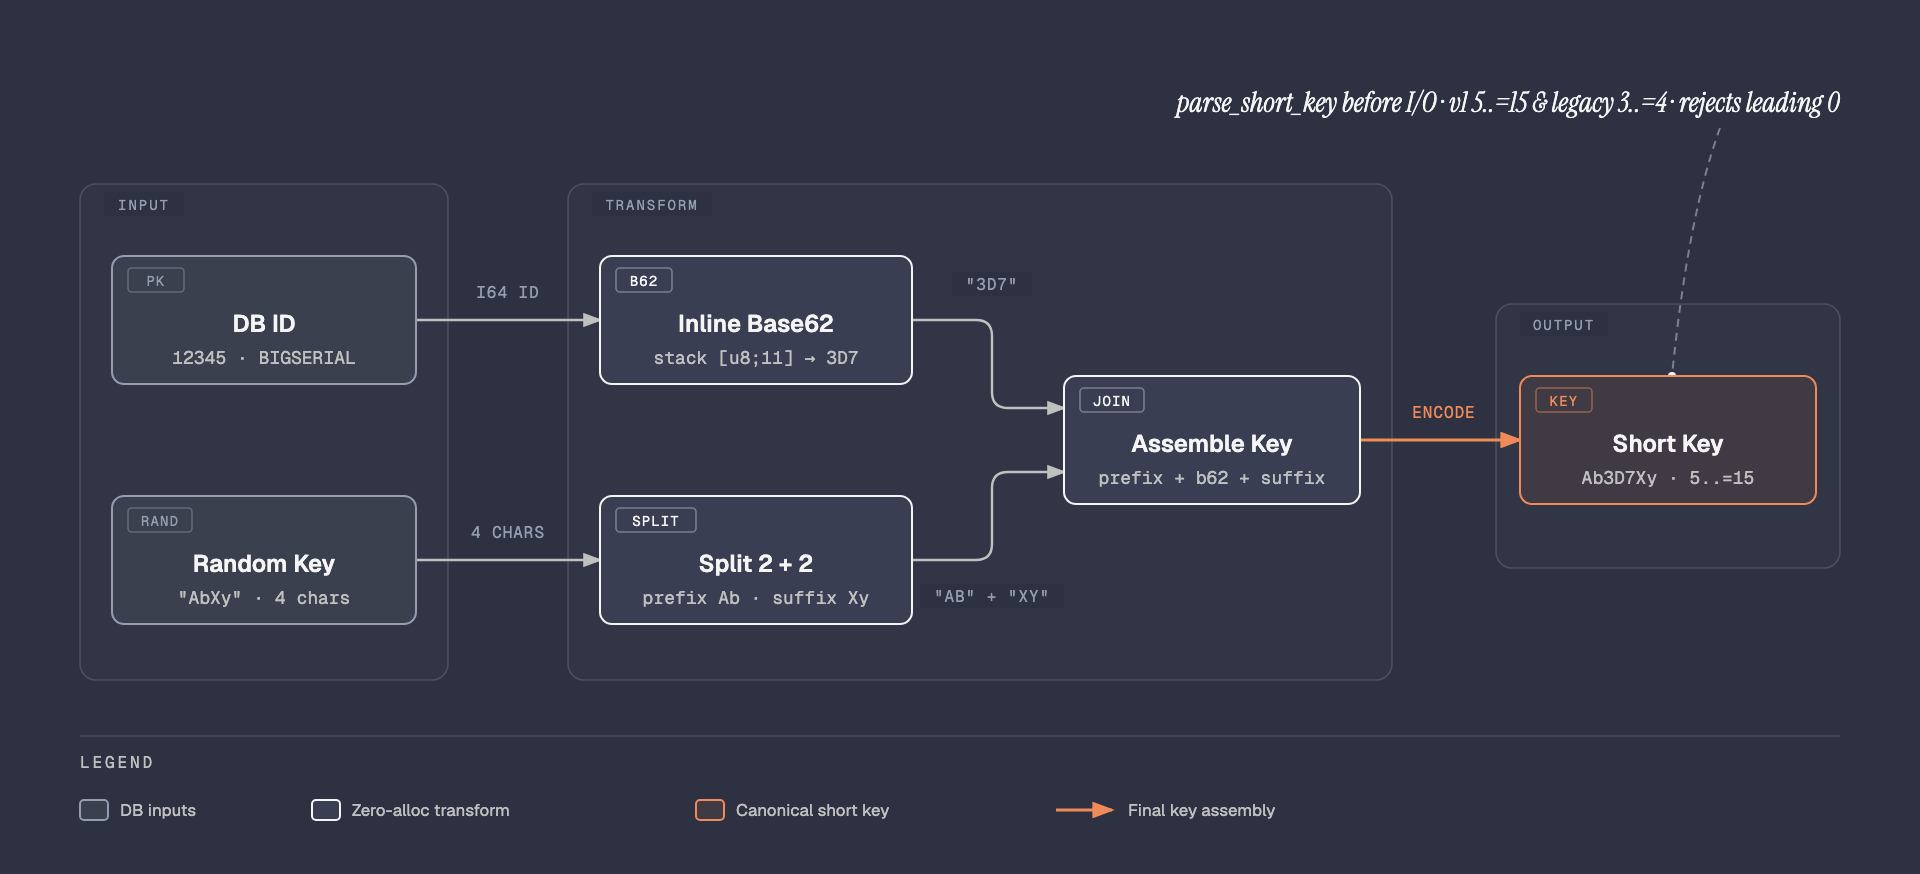 parse_short_key before I/O · v1 5..=15 & legacy 3..=4 · rejects leading 0
INPUT
PK
DB ID
12345 · BIGSERIAL
RAND
Random Key
"AbXy" · 4 chars
I64 ID
4 CHARS
TRANSFORM
B62
Inline Base62
stack [u8;11] → 3D7
SPLIT
Split 2 + 2
prefix Ab · suffix Xy
"3D7"
"AB" + "XY"
JOIN
Assemble Key
prefix + b62 + suffix
ENCODE
OUTPUT
KEY
Short Key
Ab3D7Xy · 5..=15
LEGEND
DB inputs
Zero-alloc transform
Canonical short key
Final key assembly